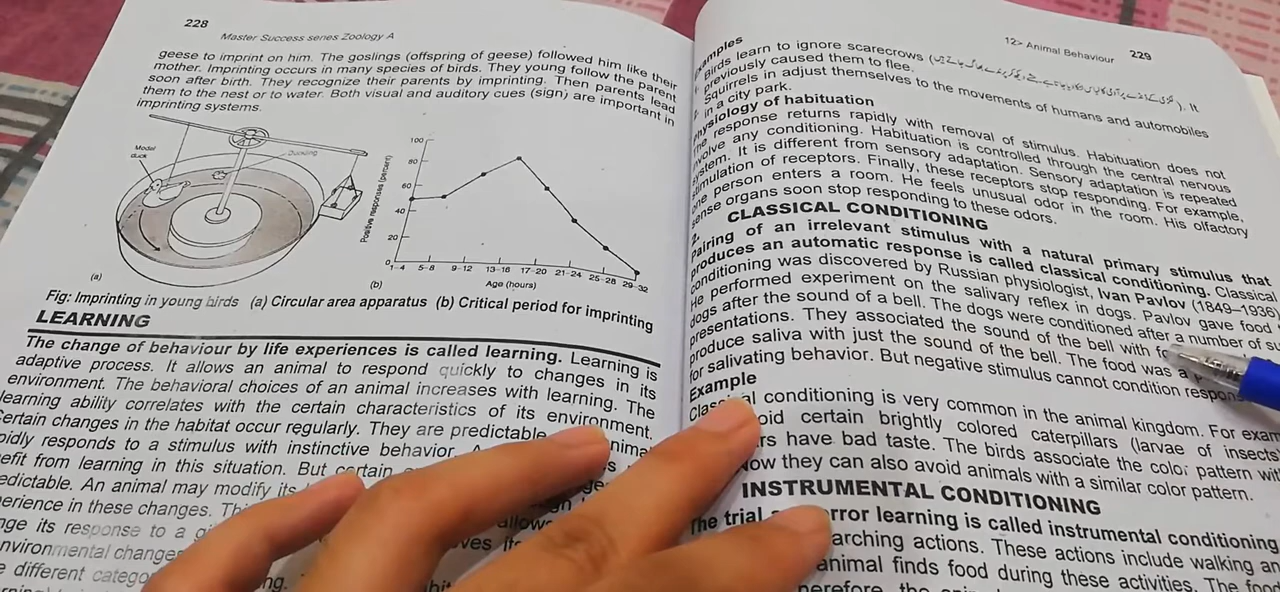 228
Master Success series Zoology A
geese to imprint on him. The goslings (offspring of geese) followed him like their
mother. Imprinting occurs in many species of birds. They young follow the parent
soon after birth. They recognize their parents by imprinting. Then parents lead
them to the nest or to water. Both visual and auditory cues (sign) are important in
imprinting systems.
Model
duck
Duckling
(a)
Positive responses (percent)
100
80
60
40
20
0
1-4 5-8 9-12 13-16 17-20 21-24 25-28 29-32
Age (hours)
(b)
Fig: Imprinting in young birds (a) Circular area apparatus (b) Critical period for imprinting
LEARNING
The change of behaviour by life experiences is called learning. Learning is
adaptive process. It allows an animal to respond quickly to changes in its
environment. The behavioral choices of an animal increases with learning. The
learning ability correlates with the certain characteristics of its environment.
Certain changes in the habitat occur regularly. They are predictable
responds to a stimulus with instinctive behavior.
from learning in this situation. But certain
An animal may modify its
in these changes.
its response to a
environmental changes
different
12> Animal Behaviour
229
Birds learn to ignore scarecrows
previously caused them to flee. It
Squirrels in adjust themselves to the movements of humans and automobiles
in a city park.
Physiology of habituation
The response returns rapidly with removal of stimulus. Habituation does not
involve any conditioning. Habituation is controlled through the central nervous
system. It is different from sensory adaptation. Sensory adaptation is repeated
stimulation of receptors. Finally, these receptors stop responding. For example,
one person enters a room. He feels unusual odor in the room. His olfactory
sense organs soon stop responding to these odors.
2. CLASSICAL CONDITIONING
Pairing of an irrelevant stimulus with a natural primary stimulus that
produces an automatic response is called classical conditioning. Classical
conditioning was discovered by Russian physiologist, Ivan Pavlov (1849–1936)
He performed experiment on the salivary reflex in dogs. Pavlov gave food
dogs after the sound of a bell. The dogs were conditioned after a number of
presentations. They associated the sound of the bell with
produce saliva with just the sound of the bell. The food was a
for salivating behavior. But negative stimulus cannot condition
Example
conditioning is very common in the animal kingdom. For
certain brightly colored caterpillars (larvae of insects
have bad taste. The birds associate the color pattern
they can also avoid animals with a similar color pattern.
INSTRUMENTAL CONDITIONING
The trial error learning is called instrumental conditioning
actions. These actions include walking
animal finds food during these activities. The food